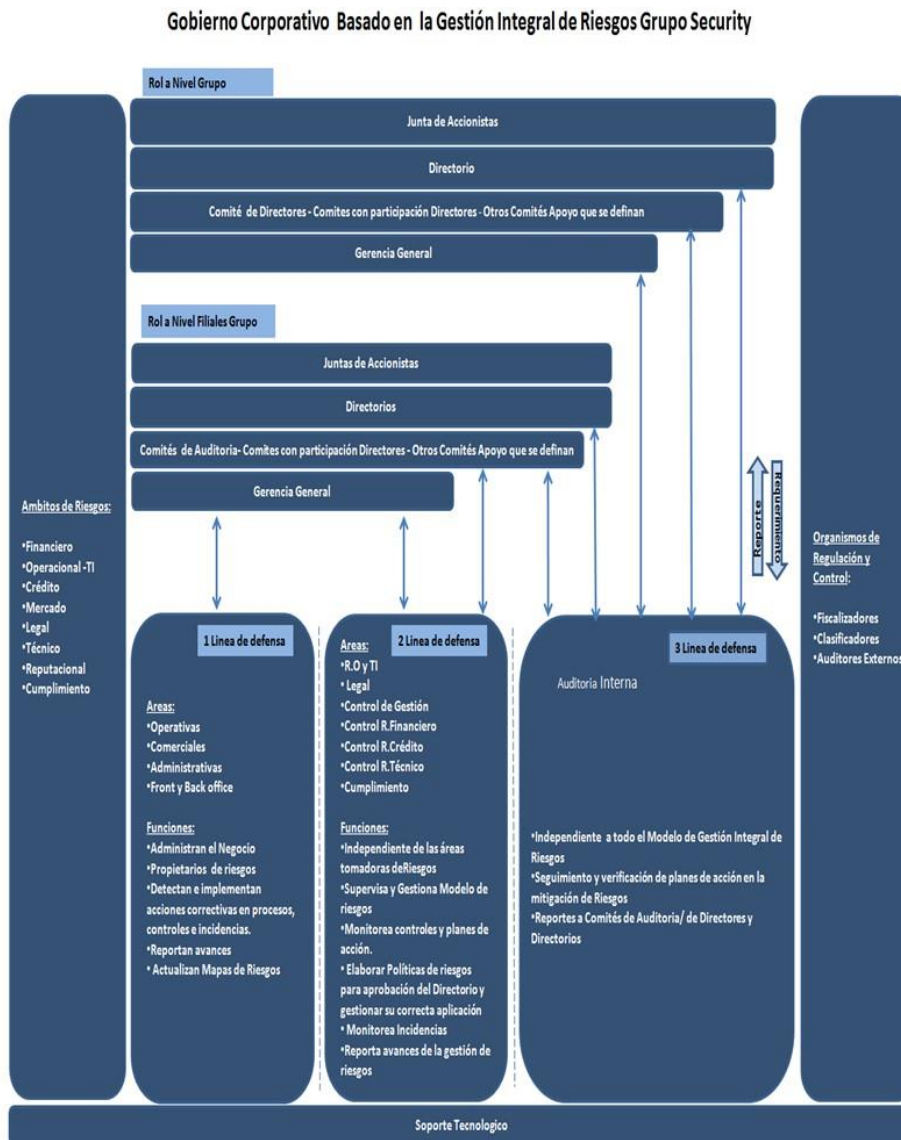 Gobierno Corporativo Basado en la Gestión Integral de Riesgos Grupo Security
Rol a Nivel Grupo
Junta de Accionistas
Directorio
Comité de Directores - Comites con participación Directores - Otros Comités Apoyo que se definan
Gerencia General
Rol a Nivel Filiales Grupo
Juntas de Accionistas
Directorios
Comités de Auditoria- Comites con participación Directores - Otros Comités Apoyo que se definan
Gerencia General
Ambitos de Riesgos:
•Financiero
•Operacional -TI
•Crédito
•Mercado
•Legal
•Técnico
•Reputacional
•Cumplimiento
Reporte
Requerimiento
Organismos de
Regulación y
Control:
•Fiscalizadores
•Clasificadores
•Auditores Externos
1 Linea de defensa
Areas:
•Operativas
•Comerciales
•Administrativas
•Front y Back office
Funciones:
•Administran el Negocio
•Propietarios de riesgos
•Detectan e implementan
acciones correctivas en procesos,
controles e incidencias.
•Reportan avances
• Actualizan Mapas de Riesgos
2 Linea de defensa
Areas:
•R.O y TI
• Legal
•Control de Gestión
•Control R.Financiero
•Control R.Crédito
•Control R.Técnico
•Cumplimiento
Funciones:
•Independiente de las áreas
tomadoras deRiesgos
•Supervisa y Gestiona Modelo de
riesgos
•Monitorea controles y planes de
acción.
• Elaborar Políticas de riesgos
para aprobación del Directorio y
gestionar su correcta aplicación
• Monitorea Incidencias
•Reporta avances de la gestión de
riesgos
3 Linea de defensa
Auditoria Interna
•Independiente a todo el Modelo de Gestión Integral de
Riesgos
•Seguimiento y verificación de planes de acción en la
mitigación de Riesgos
•Reportes a Comités de Auditoria/ de Directores y
Directorios
Soporte Tecnologico